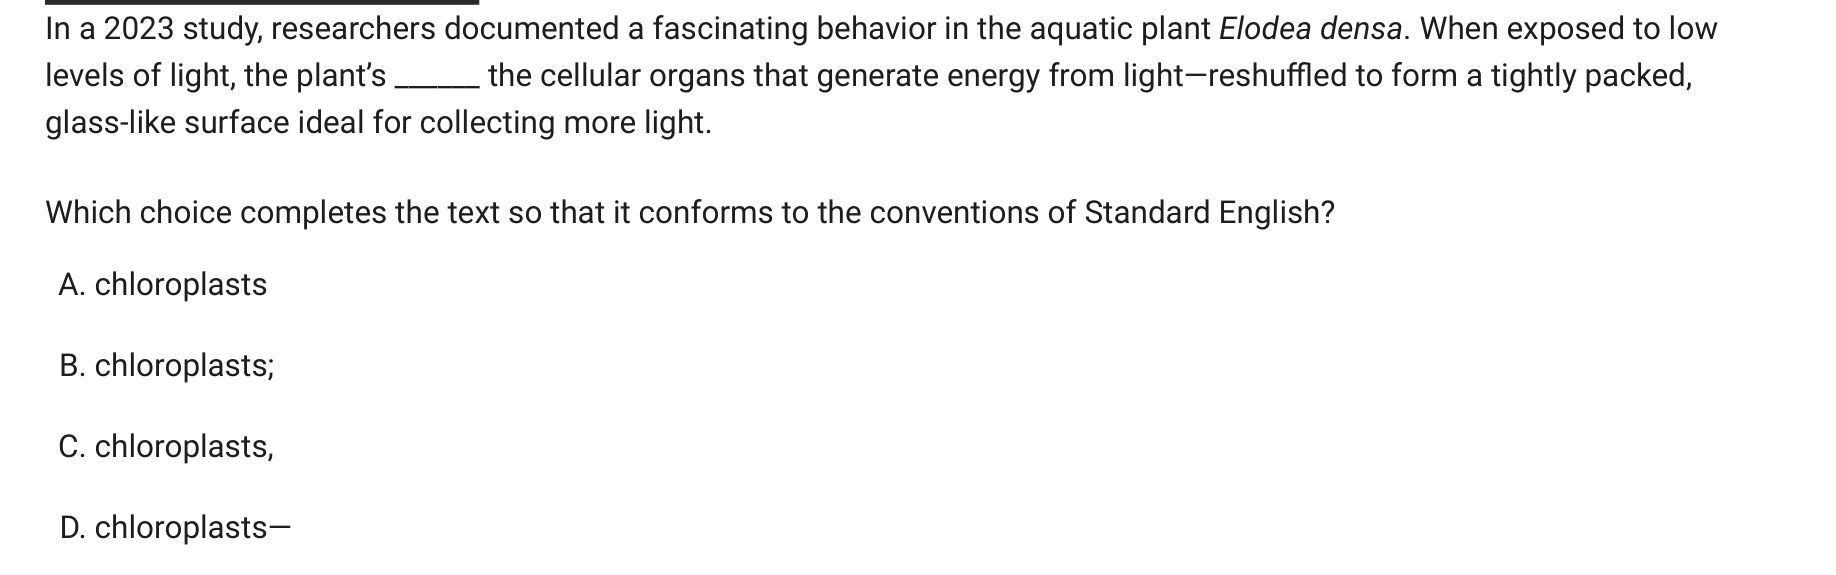 In a 2023 study, researchers documented a fascinating behavior in the aquatic plant Elodea densa. When exposed to low
levels of light, the plant’s ______ the cellular organs that generate energy from light—reshuffled to form a tightly packed,
glass-like surface ideal for collecting more light.
Which choice completes the text so that it conforms to the conventions of Standard English?
A. chloroplasts
B. chloroplasts;
C. chloroplasts,
D. chloroplasts—